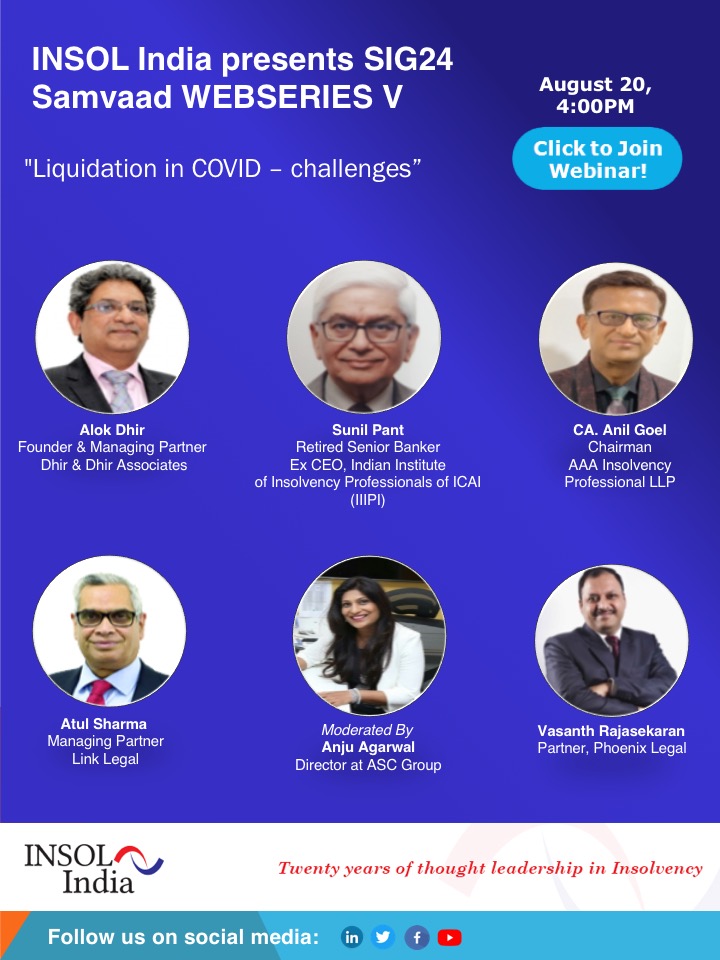 INSOL India presents SIG24
Samvaad WEBSERIES V
August 20,
4:00PM
Click to Join
Webinar!
"Liquidation in COVID – challenges”
Alok Dhir
Founder & Managing Partner
Dhir & Dhir Associates
Sunil Pant
Retired Senior Banker
Ex CEO, Indian Institute
of Insolvency Professionals of ICAI
(IIIPI)
CA. Anil Goel
Chairman
AAA Insolvency
Professional LLP
Atul Sharma
Managing Partner
Link Legal
Moderated By
Anju Agarwal
Director at ASC Group
Vasanth Rajasekaran
Partner, Phoenix Legal
INSOL
India
Twenty years of thought leadership in Insolvency
Follow us on social media: